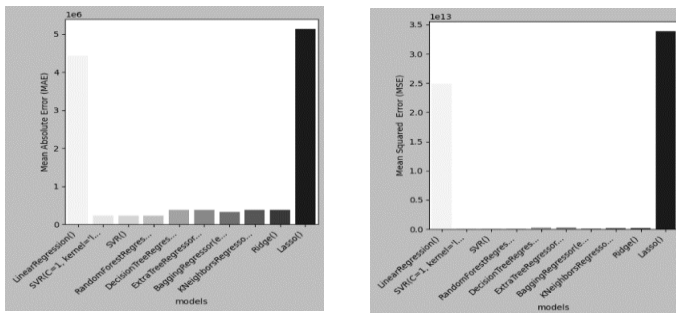 1e6
Mean Absolute Error (MAE)
5
4
3
2
1
0
LinearRegression()
SVR(C=1, kernel='l...
SVR()
RandomForestRegres...
DecisionTreeRegres...
ExtraTreeRegressor...
BaggingRegressor(e...
KNeighborsRegresso...
Ridge()
Lasso()
models
1e13
Mean Squared Error (MSE)
3.5
3.0
2.5
2.0
1.5
1.0
0.5
0.0
LinearRegression()
SVR(C=1, kernel='l...
SVR()
RandomForestRegres...
DecisionTreeRegres...
ExtraTreeRegressor...
BaggingRegressor(e...
KNeighborsRegresso...
Ridge()
Lasso()
models